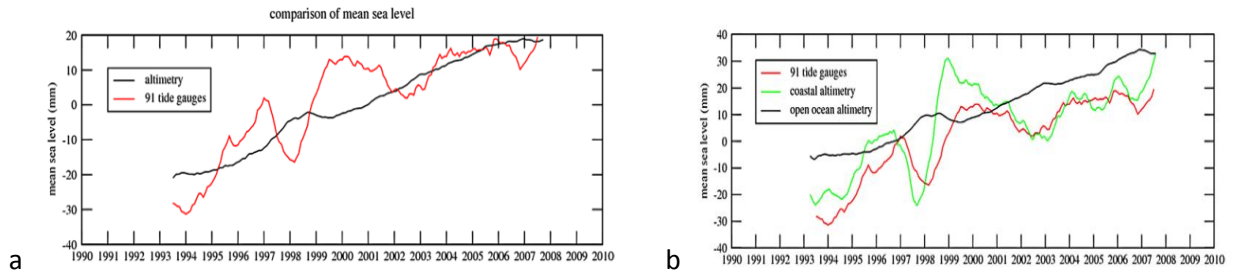 comparison of mean sea level
mean sea level (mm)
20
10
0
-10
-20
-30
-40
altimetry
91 tide gauges
1990 1991 1992 1993 1994 1995 1996 1997 1998 1999 2000 2001 2002 2003 2004 2005 2006 2007 2008 2009 2010
a
mean sea level (mm)
40
30
20
10
0
-10
-20
-30
-40
91 tide gauges
coastal altimetry
open ocean altimetry
1990 1991 1992 1993 1994 1995 1996 1997 1998 1999 2000 2001 2002 2003 2004 2005 2006 2007 2008 2009 2010
b